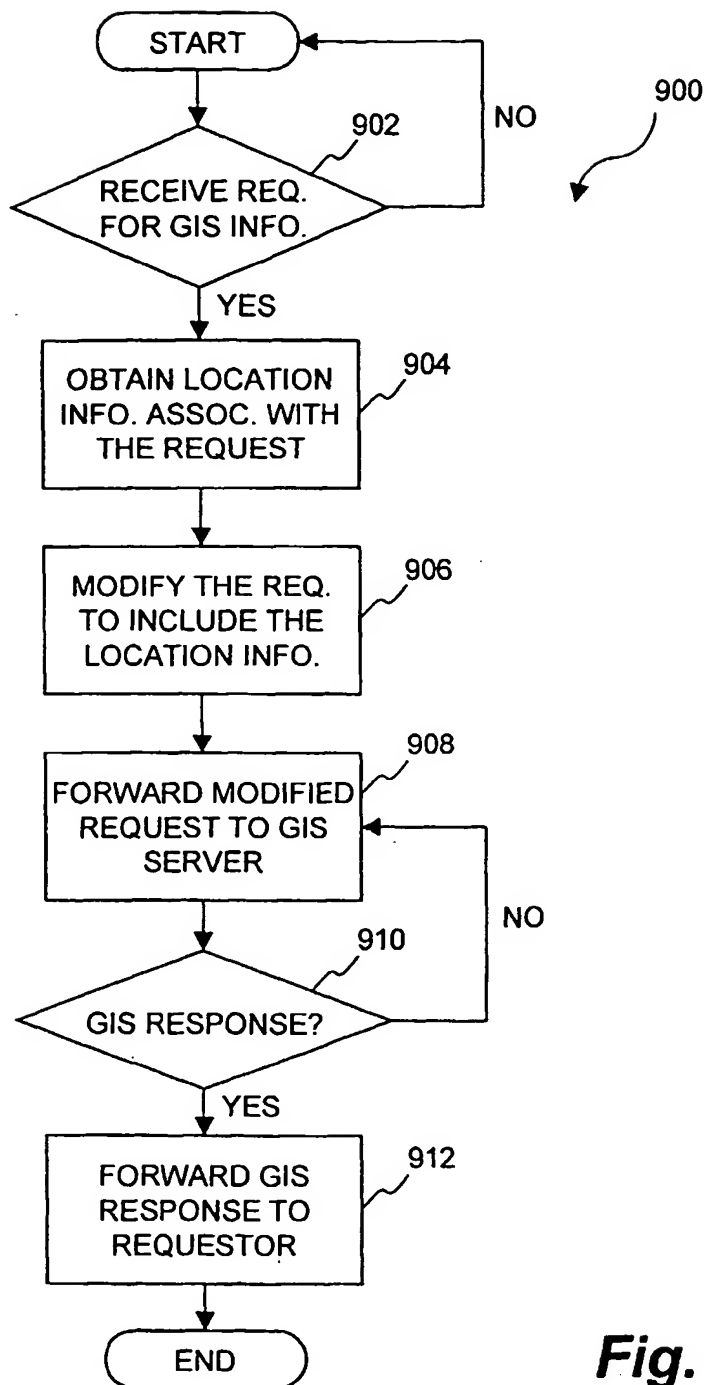 START
900
NO
902
RECEIVE REQ.
FOR GIS INFO.
YES
904
OBTAIN LOCATION
INFO. ASSOC. WITH
THE REQUEST
906
MODIFY THE REQ.
TO INCLUDE THE
LOCATION INFO.
908
FORWARD MODIFIED
REQUEST TO GIS
SERVER
NO
910
GIS RESPONSE?
YES
912
FORWARD GIS
RESPONSE TO
REQUESTOR
END
Fig.